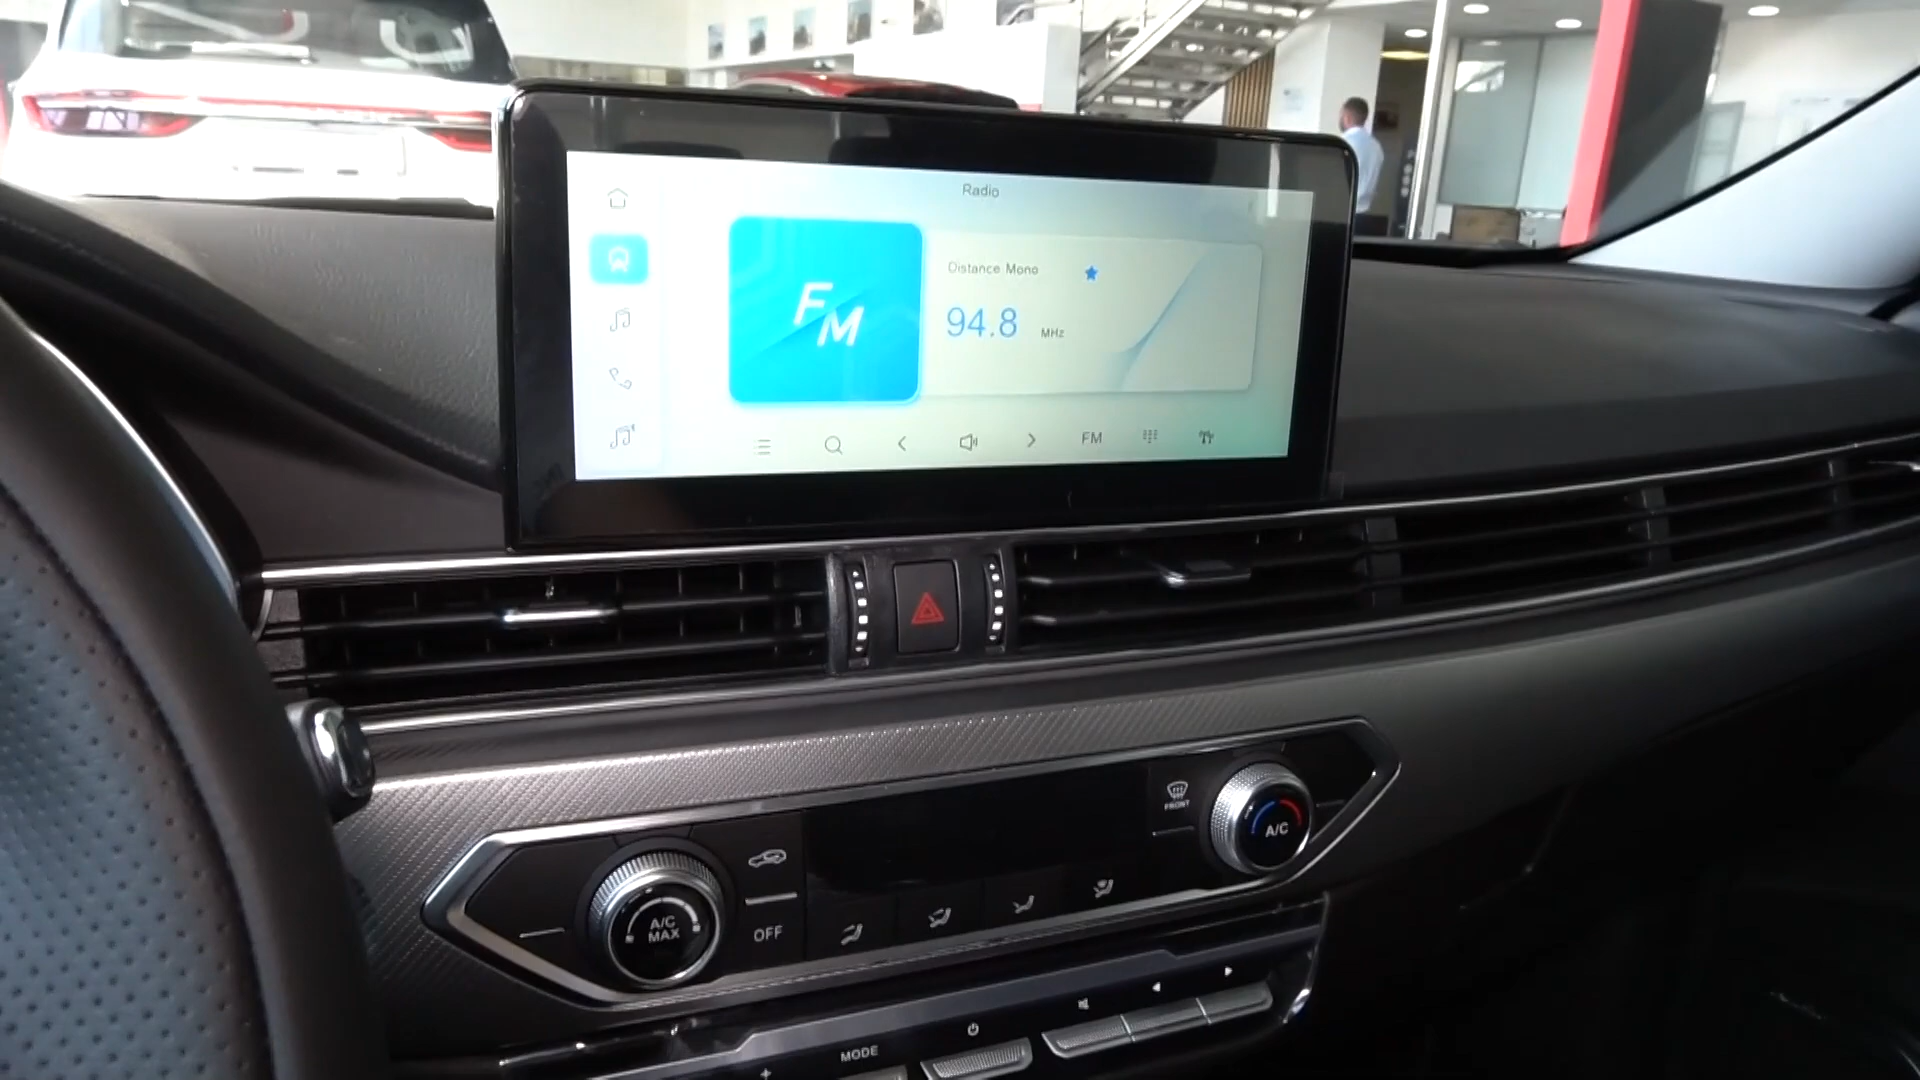 Radio
FM
Distance Mono
94.8 MHz
FM
FRONT
A/C
A/C
MAX
OFF
MODE
+